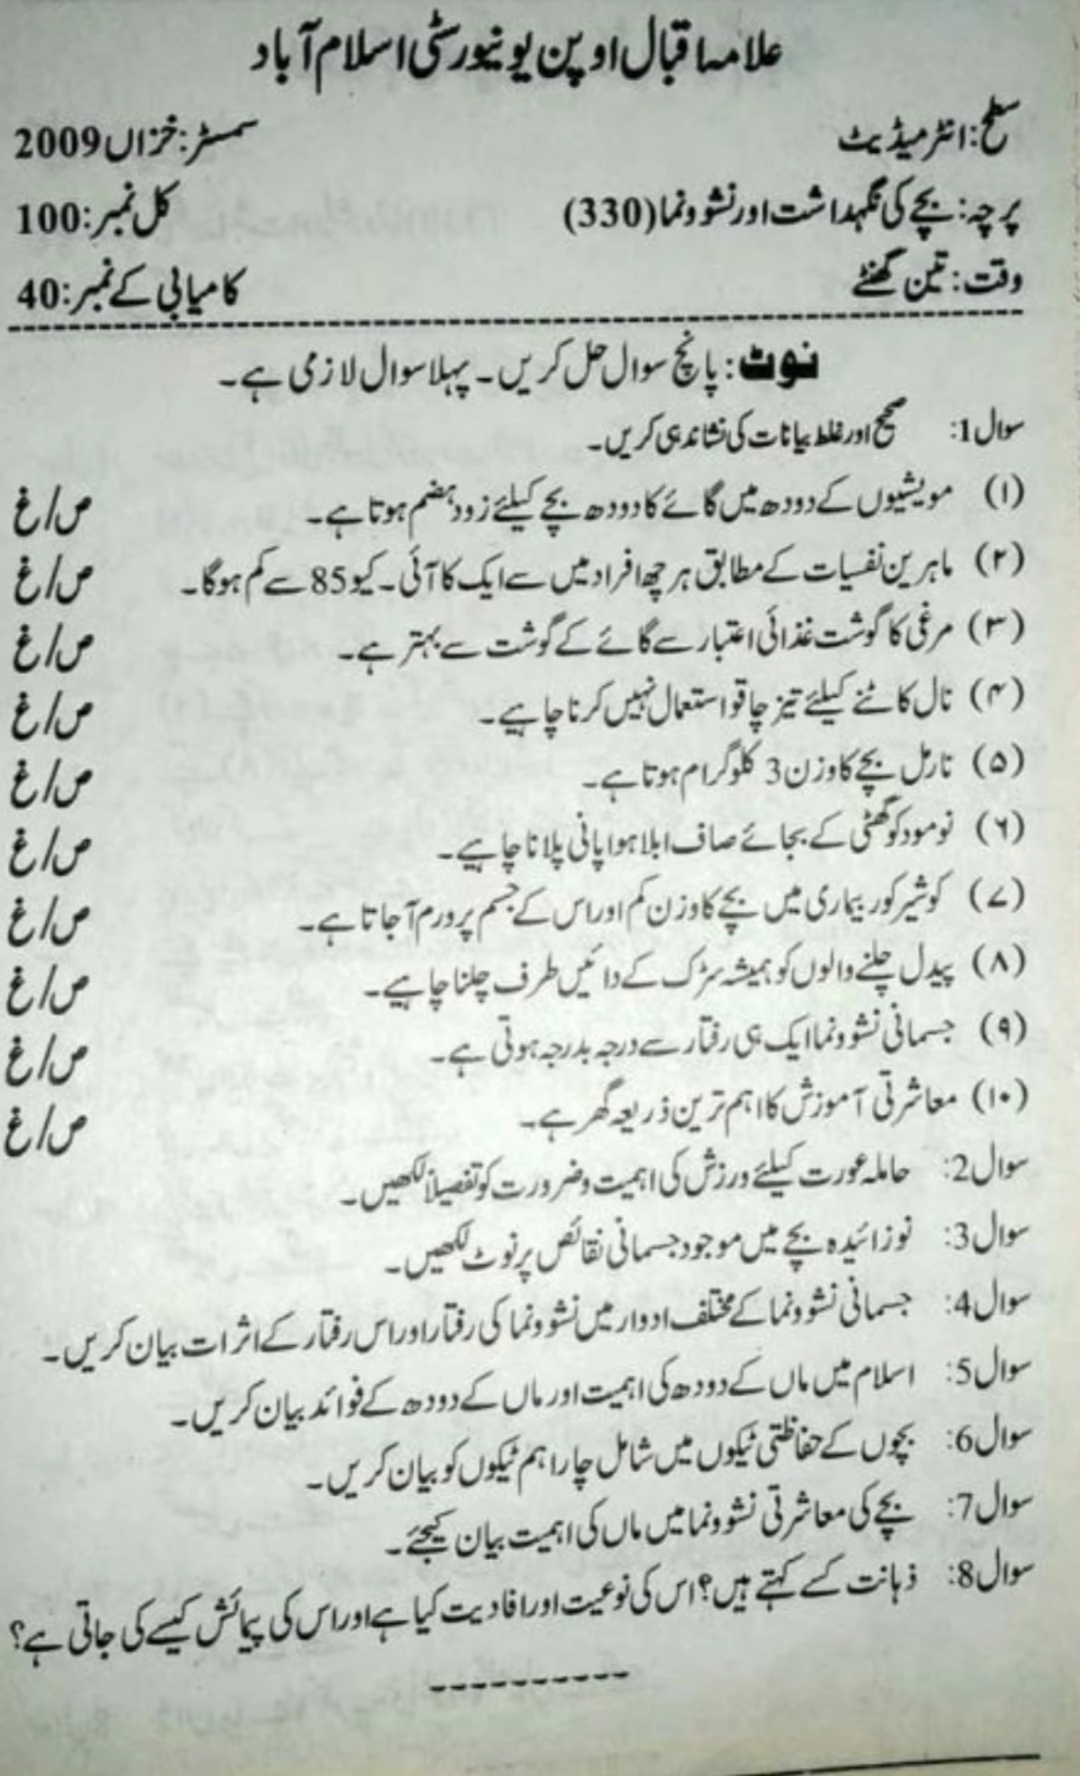 علامہ اقبال اوپن یونیورسٹی اسلام آباد
سطح: انٹرمیڈیٹ سمسٹر: خزاں 2009
پرچہ: بچے کی نگہداشت اور نشوونما (330) کل نمبر: 100
وقت: تین گھنٹے کامیابی کے نمبر: 40
نوٹ: پانچ سوال حل کریں۔ پہلا سوال لازمی ہے۔
سوال 1: صحیح اور غلط بیانات کی نشاندہی کریں۔
(۱) مویشیوں کے دودھ میں گائے کا دودھ بچے کیلئے زود ہضم ہوتا ہے۔ ص/غ
(۲) ماہرین نفسیات کے مطابق ہر چھ افراد میں سے ایک کا آئی۔کیو 85 سے کم ہوگا۔ ص/غ
(۳) مرغی کا گوشت غذائی اعتبار سے گائے کے گوشت سے بہتر ہے۔ ص/غ
(۴) نال کاٹنے کیلئے تیز چاقو استعمال نہیں کرنا چاہیے۔ ص/غ
(۵) نارمل بچے کا وزن 3 کلوگرام ہوتا ہے۔ ص/غ
(۶) نومود کو گھٹی کے بجائے صاف ابلا ہوا پانی پلانا چاہیے۔ ص/غ
(۷) کوشیرکور بیماری میں بچے کا وزن کم اور اس کے جسم پر ورم آجاتا ہے۔ ص/غ
(۸) پیدل چلنے والوں کو ہمیشہ سڑک کے دائیں طرف چلنا چاہیے۔ ص/غ
(۹) جسمانی نشوونما ایک ہی رفتار سے درجہ بدرجہ ہوتی ہے۔ ص/غ
(۱۰) معاشرتی آموزش کا اہم ترین ذریعہ گھر ہے۔ ص/غ
سوال 2: حاملہ عورت کیلئے ورزش کی اہمیت و ضرورت کو تفصیلاً لکھیں۔
سوال 3: نوزائیدہ بچے میں موجود جسمانی نقائص پر نوٹ لکھیں۔
سوال 4: جسمانی نشوونما کے مختلف ادوار میں نشوونما کی رفتار اور اس رفتار کے اثرات بیان کریں۔
سوال 5: اسلام میں ماں کے دودھ کی اہمیت اور ماں کے دودھ کے فوائد بیان کریں۔
سوال 6: بچوں کے حفاظتی ٹیکوں میں شامل چار اہم ٹیکوں کو بیان کریں۔
سوال 7: بچے کی معاشرتی نشوونما میں ماں کی اہمیت بیان کیجئے۔
سوال 8: ذہانت کسے کہتے ہیں؟ اس کی نوعیت اور افادیت کیا ہے اور اس کی پیمائش کیسے کی جاتی ہے؟